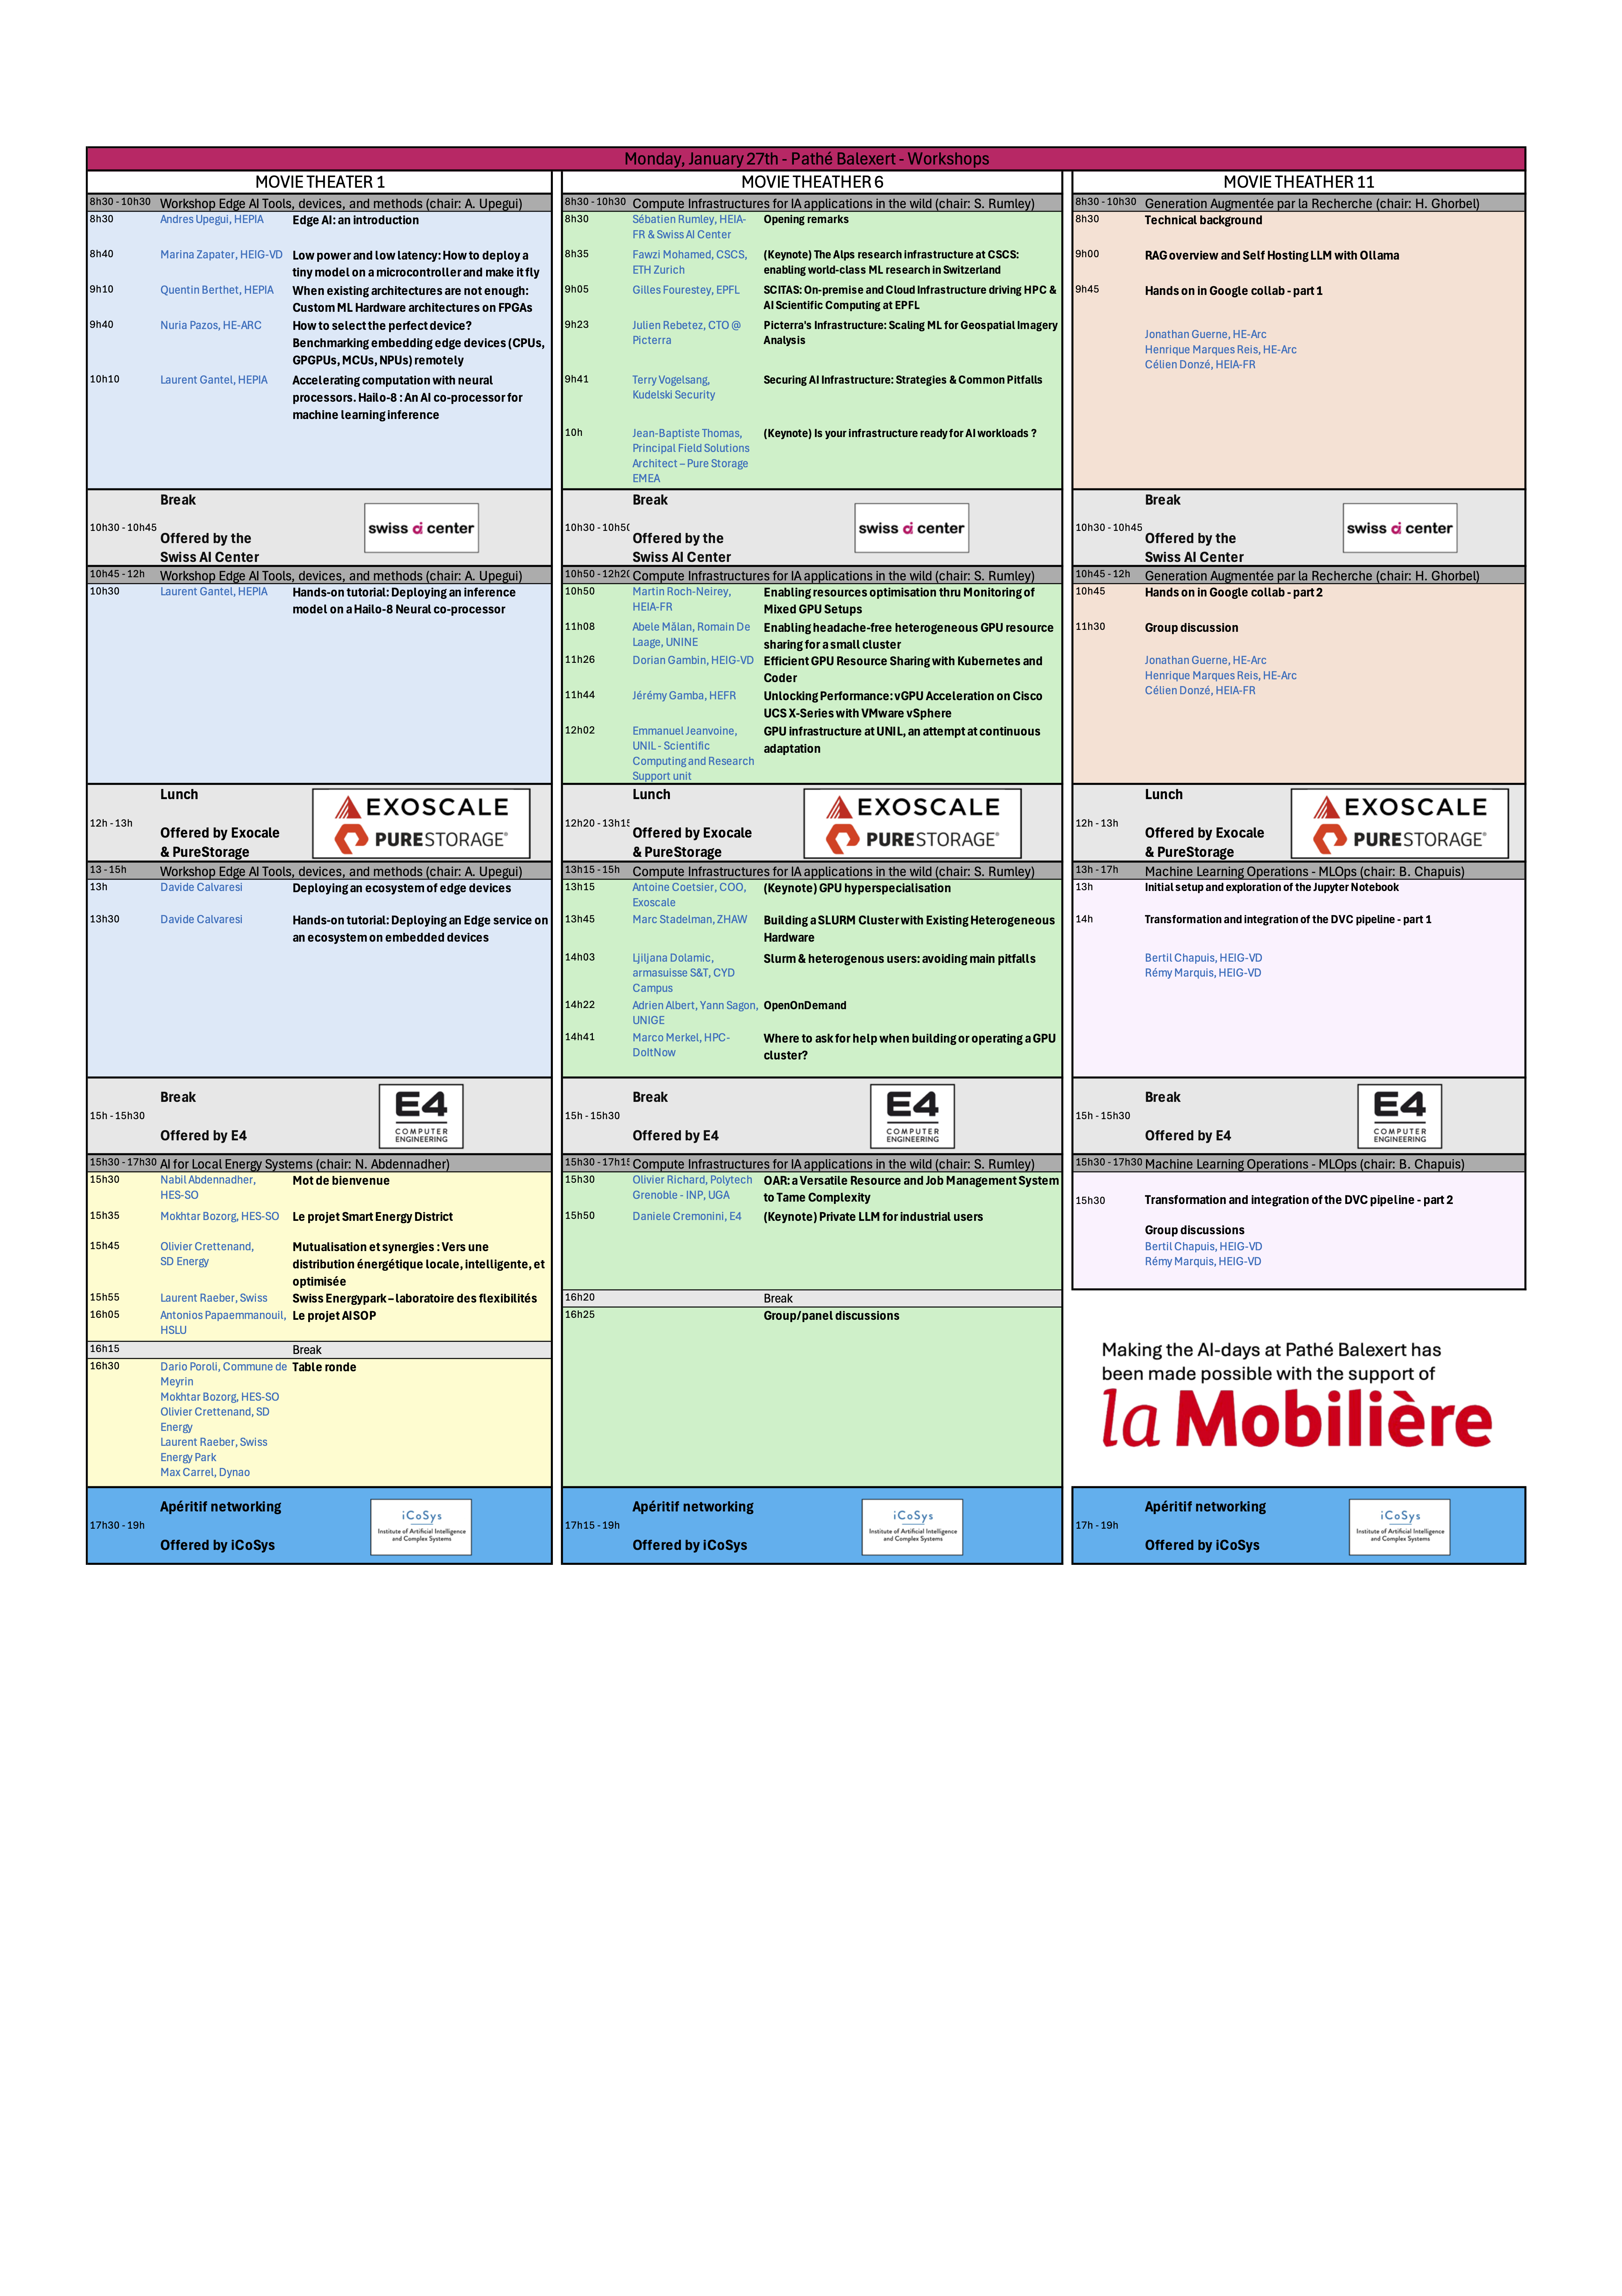 Monday, January 27th - Pathé Balexert - Workshops
MOVIE THEATER 1
8h30 - 10h30 Workshop Edge AI Tools, devices, and methods (chair: A. Upegui)
8h30 Andres Upegui, HEPIA Edge AI: an introduction
8h40 Marina Zapater, HEIG-VD Low power and low latency: How to deploy a
tiny model on a microcontroller and make it fly
9h10 Quentin Berthet, HEPIA When existing architectures are not enough:
Custom ML Hardware architectures on FPGAs
9h40 Nuria Pazos, HE-ARC How to select the perfect device?
Benchmarking embedding edge devices (CPUs,
GPGPUs, MCUs, NPUs) remotely
10h10 Laurent Gantel, HEPIA Accelerating computation with neural
processors. Hailo-8 : An AI co-processor for
machine learning inference
Break
10h30 - 10h45
Offered by the
Swiss AI Center
swiss ai center
10h45 - 12h Workshop Edge AI Tools, devices, and methods (chair: A. Upegui)
10h30 Laurent Gantel, HEPIA Hands-on tutorial: Deploying an inference
model on a Hailo-8 Neural co-processor
Lunch
12h - 13h
Offered by Exocale
& PureStorage
EXOSCALE
PURESTORAGE®
13 - 15h Workshop Edge AI Tools, devices, and methods (chair: A. Upegui)
13h Davide Calvaresi Deploying an ecosystem of edge devices
13h30 Davide Calvaresi Hands-on tutorial: Deploying an Edge service on
an ecosystem on embedded devices
Break
15h - 15h30
Offered by E4
E4
COMPUTER
ENGINEERING
15h30 - 17h30 AI for Local Energy Systems (chair: N. Abdennadher)
15h30 Nabil Abdennadher, Mot de bienvenue
HES-SO
15h35 Mokhtar Bozorg, HES-SO Le projet Smart Energy District
15h45 Olivier Crettenand, Mutualisation et synergies : Vers une
SD Energy distribution énergétique locale, intelligente, et
optimisée
15h55 Laurent Raeber, Swiss Swiss Energypark – laboratoire des flexibilités
16h05 Antonios Papaemmanouil, Le projet AISOP
HSLU
16h15 Break
16h30 Dario Poroli, Commune de Table ronde
Meyrin
Mokhtar Bozorg, HES-SO
Olivier Crettenand, SD
Energy
Laurent Raeber, Swiss
Energy Park
Max Carrel, Dynao
Apéritif networking
17h30 - 19h
Offered by iCoSys
iCoSys
Institute of Artificial Intelligence
and Complex Systems
MOVIE THEATHER 6
8h30 - 10h30 Compute Infrastructures for IA applications in the wild (chair: S. Rumley)
8h30 Sébatien Rumley, HEIA- Opening remarks
FR & Swiss AI Center
8h35 Fawzi Mohamed, CSCS, (Keynote) The Alps research infrastructure at CSCS:
ETH Zurich enabling world-class ML research in Switzerland
9h05 Gilles Fourestey, EPFL SCITAS: On-premise and Cloud Infrastructure driving HPC &
AI Scientific Computing at EPFL
9h23 Julien Rebetez, CTO @ Picterra's Infrastructure: Scaling ML for Geospatial Imagery
Picterra Analysis
9h41 Terry Vogelsang, Securing AI Infrastructure: Strategies & Common Pitfalls
Kudelski Security
10h Jean-Baptiste Thomas, (Keynote) Is your infrastructure ready for AI workloads ?
Principal Field Solutions
Architect – Pure Storage
EMEA
Break
10h30 - 10h50
Offered by the
Swiss AI Center
swiss ai center
10h50 - 12h20 Compute Infrastructures for IA applications in the wild (chair: S. Rumley)
10h50 Martin Roch-Neirey, Enabling resources optimisation thru Monitoring of
HEIA-FR Mixed GPU Setups
11h08 Abele Mălan, Romain De Enabling headache-free heterogeneous GPU resource
Laage, UNINE sharing for a small cluster
11h26 Dorian Gambin, HEIG-VD Efficient GPU Resource Sharing with Kubernetes and
Coder
11h44 Jérémy Gamba, HEFR Unlocking Performance: vGPU Acceleration on Cisco
UCS X-Series with VMware vSphere
12h02 Emmanuel Jeanvoine, GPU infrastructure at UNIL, an attempt at continuous
UNIL - Scientific adaptation
Computing and Research
Support unit
Lunch
12h20 - 13h15
Offered by Exocale
& PureStorage
EXOSCALE
PURESTORAGE®
13h15 - 15h Compute Infrastructures for IA applications in the wild (chair: S. Rumley)
13h15 Antoine Coetsier, COO, (Keynote) GPU hyperspecialisation
Exoscale
13h45 Marc Stadelman, ZHAW Building a SLURM Cluster with Existing Heterogeneous
Hardware
14h03 Ljiljana Dolamic, Slurm & heterogenous users: avoiding main pitfalls
armasuisse S&T, CYD
Campus
14h22 Adrien Albert, Yann Sagon, OpenOnDemand
UNIGE
14h41 Marco Merkel, HPC- Where to ask for help when building or operating a GPU
DoItNow cluster?
Break
15h - 15h30
Offered by E4
E4
COMPUTER
ENGINEERING
15h30 - 17h15 Compute Infrastructures for IA applications in the wild (chair: S. Rumley)
15h30 Olivier Richard, Polytech OAR: a Versatile Resource and Job Management System
Grenoble - INP, UGA to Tame Complexity
15h50 Daniele Cremonini, E4 (Keynote) Private LLM for industrial users
16h20 Break
16h25 Group/panel discussions
Apéritif networking
17h15 - 19h
Offered by iCoSys
iCoSys
Institute of Artificial Intelligence
and Complex Systems
MOVIE THEATHER 11
8h30 - 10h30 Generation Augmentée par la Recherche (chair: H. Ghorbel)
8h30 Technical background
9h00 RAG overview and Self Hosting LLM with Ollama
9h45 Hands on in Google collab - part 1
Jonathan Guerne, HE-Arc
Henrique Marques Reis, HE-Arc
Célien Donzé, HEIA-FR
Break
10h30 - 10h45
Offered by the
Swiss AI Center
swiss ai center
10h45 - 12h Generation Augmentée par la Recherche (chair: H. Ghorbel)
10h45 Hands on in Google collab - part 2
11h30 Group discussion
Jonathan Guerne, HE-Arc
Henrique Marques Reis, HE-Arc
Célien Donzé, HEIA-FR
Lunch
12h - 13h
Offered by Exocale
& PureStorage
EXOSCALE
PURESTORAGE®
13h - 17h Machine Learning Operations - MLOps (chair: B. Chapuis)
13h Initial setup and exploration of the Jupyter Notebook
14h Transformation and integration of the DVC pipeline - part 1
Bertil Chapuis, HEIG-VD
Rémy Marquis, HEIG-VD
Break
15h - 15h30
Offered by E4
E4
COMPUTER
ENGINEERING
15h30 - 17h30 Machine Learning Operations - MLOps (chair: B. Chapuis)
15h30 Transformation and integration of the DVC pipeline - part 2
Group discussions
Bertil Chapuis, HEIG-VD
Rémy Marquis, HEIG-VD
Making the AI-days at Pathé Balexert has
been made possible with the support of
la Mobilière
Apéritif networking
17h - 19h
Offered by iCoSys
iCoSys
Institute of Artificial Intelligence
and Complex Systems